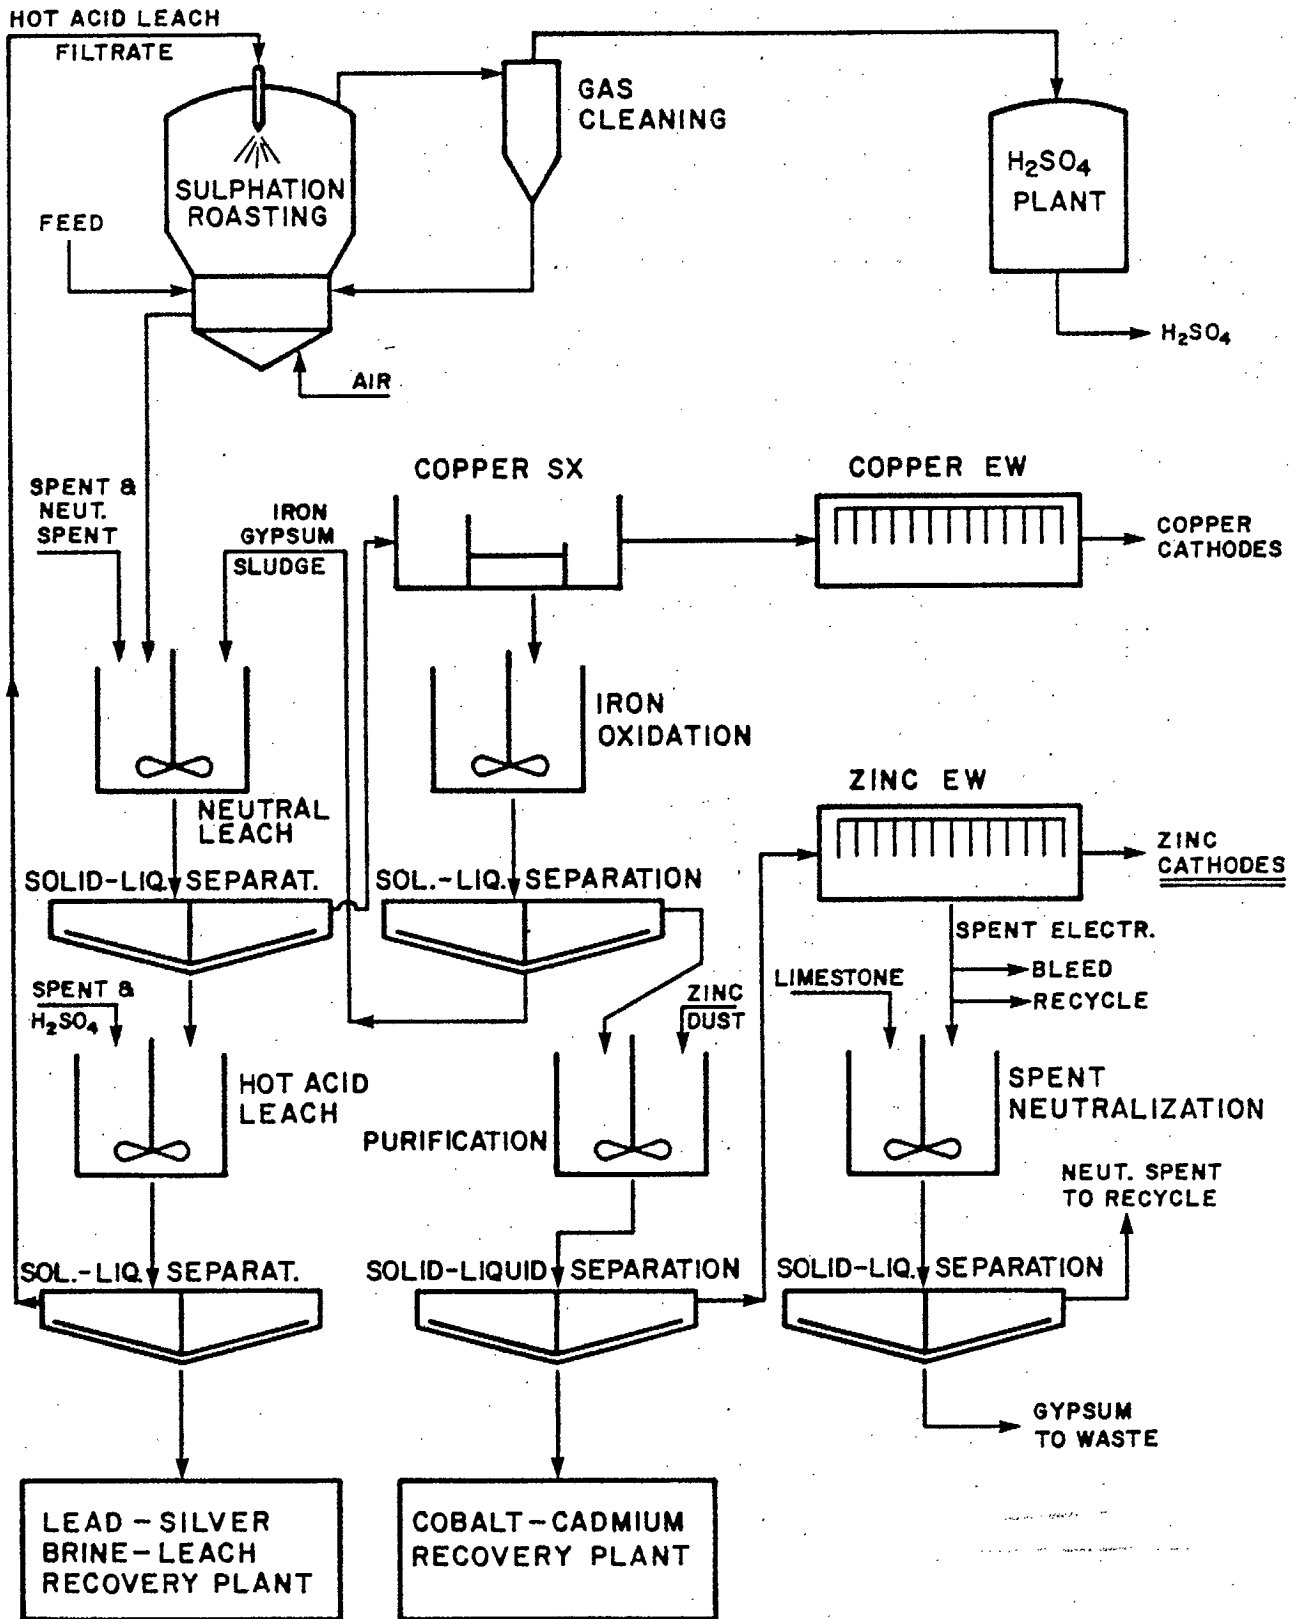 HOT ACID LEACH
FILTRATE
GAS
CLEANING
H₂SO₄
PLANT
SULPHATION
ROASTING
FEED
H₂SO₄
AIR
COPPER SX
COPPER EW
SPENT &
NEUT.
SPENT
IRON
GYPSUM
SLUDGE
COPPER
CATHODES
IRON
OXIDATION
ZINC EW
NEUTRAL
LEACH
ZINC
CATHODES
SOLID-LIQ. SEPARAT.
SOL.-LIQ. SEPARATION
SPENT ELECTR.
BLEED
LIMESTONE
RECYCLE
SPENT &
H₂SO₄
ZINC
DUST
HOT ACID
LEACH
SPENT
NEUTRALIZATION
PURIFICATION
NEUT. SPENT
TO RECYCLE
SOL.-LIQ. SEPARAT.
SOLID-LIQUID SEPARATION
SOLID-LIQ. SEPARATION
GYPSUM
TO WASTE
LEAD-SILVER
BRINE-LEACH
RECOVERY PLANT
COBALT-CADMIUM
RECOVERY PLANT